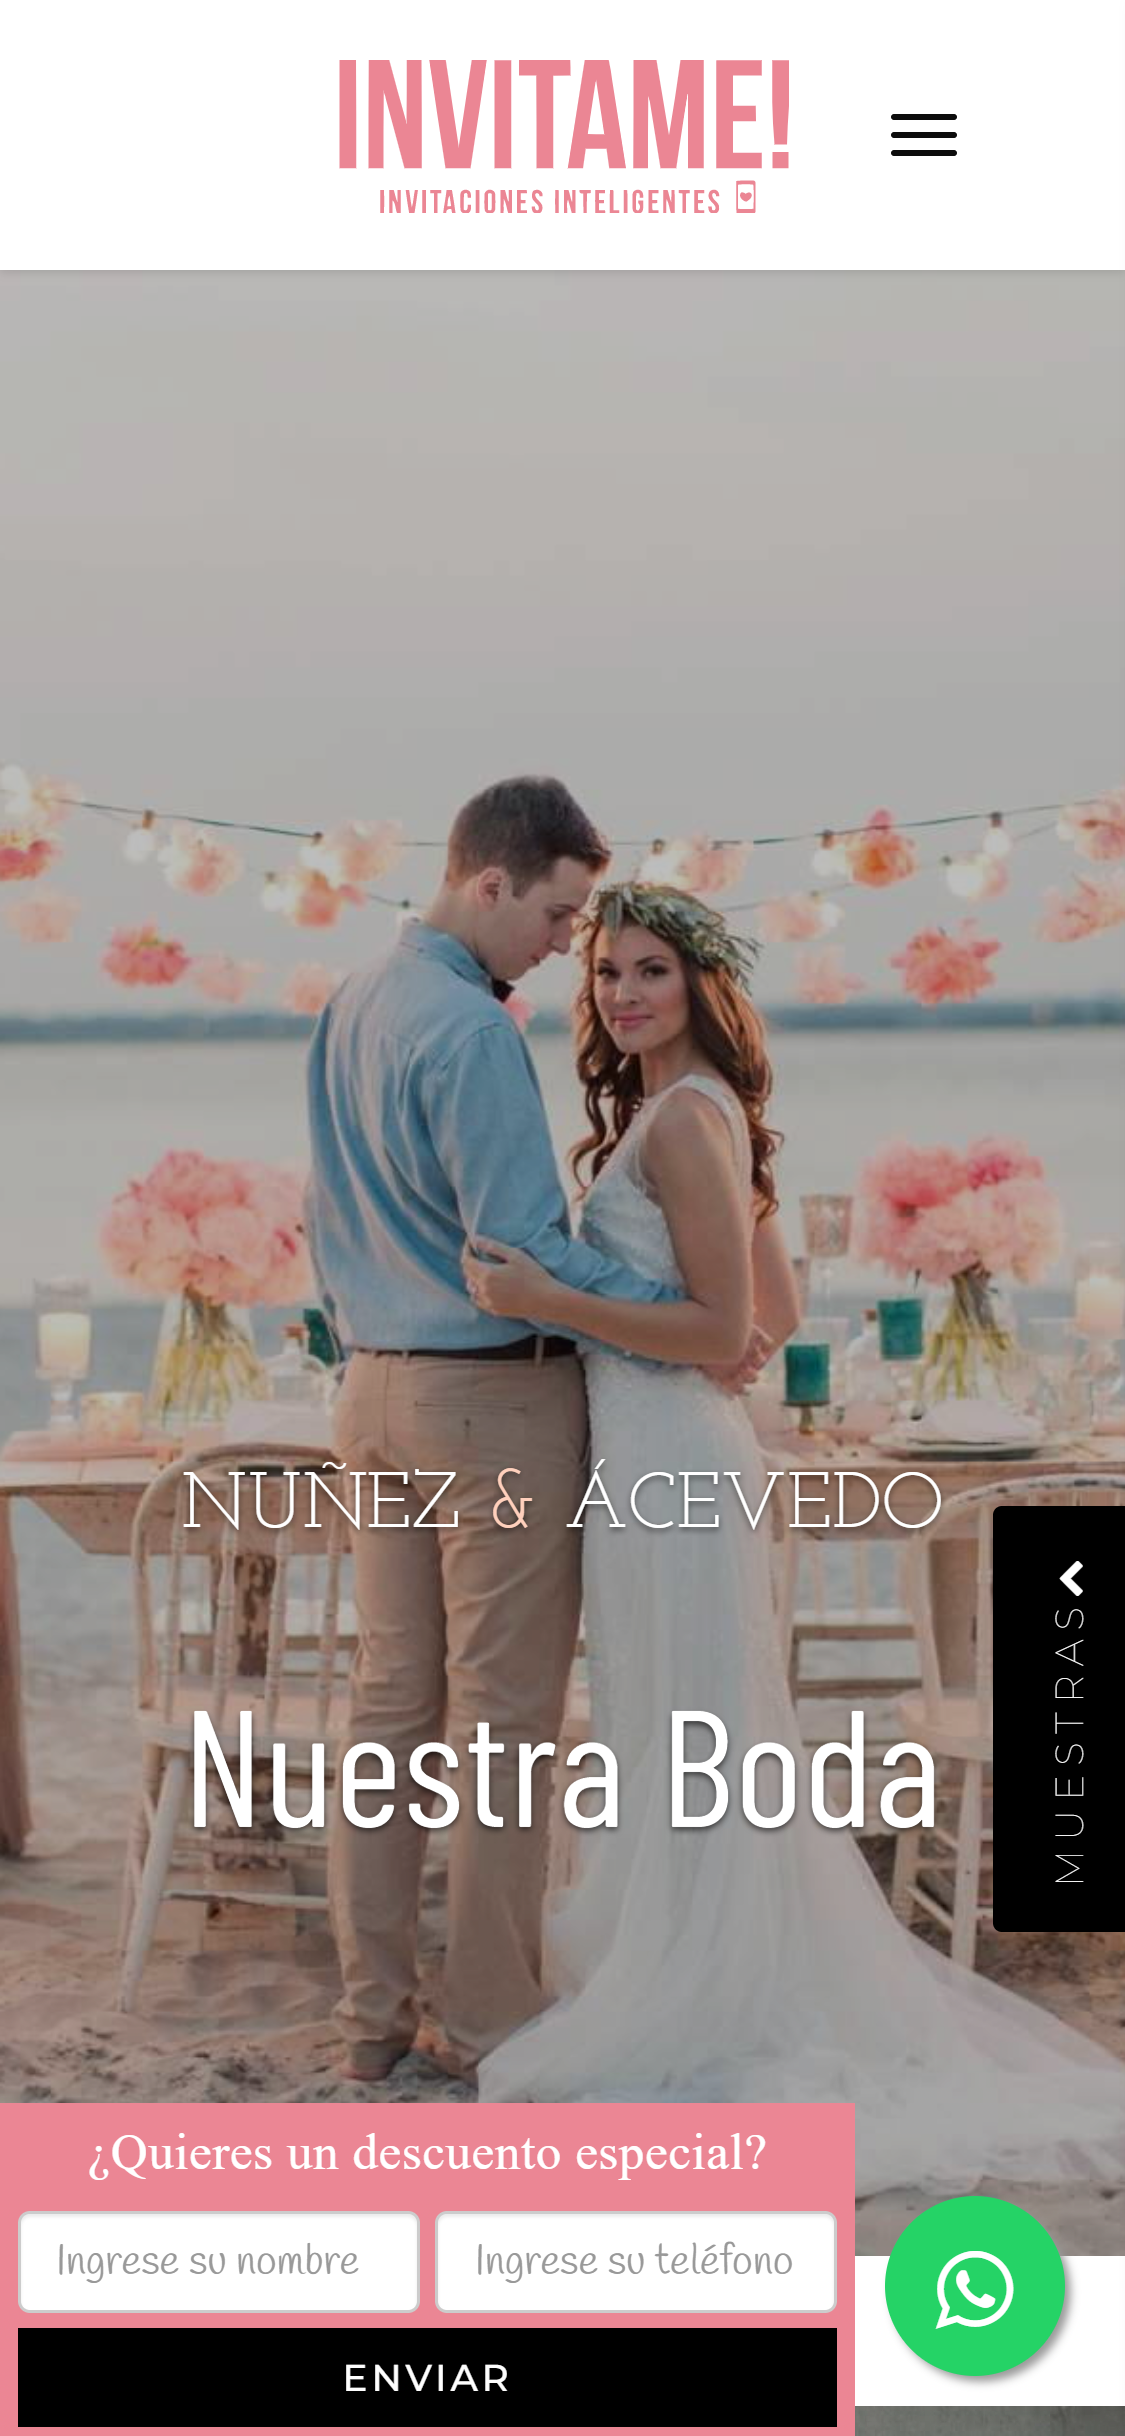 INVITAME!
INVITACIONES INTELIGENTES
NUÑEZ & ÁCEVEDO
MUESTRAS
Nuestra Boda
¿Quieres un descuento especial?
Ingrese su nombre
Ingrese su teléfono
ENVIAR